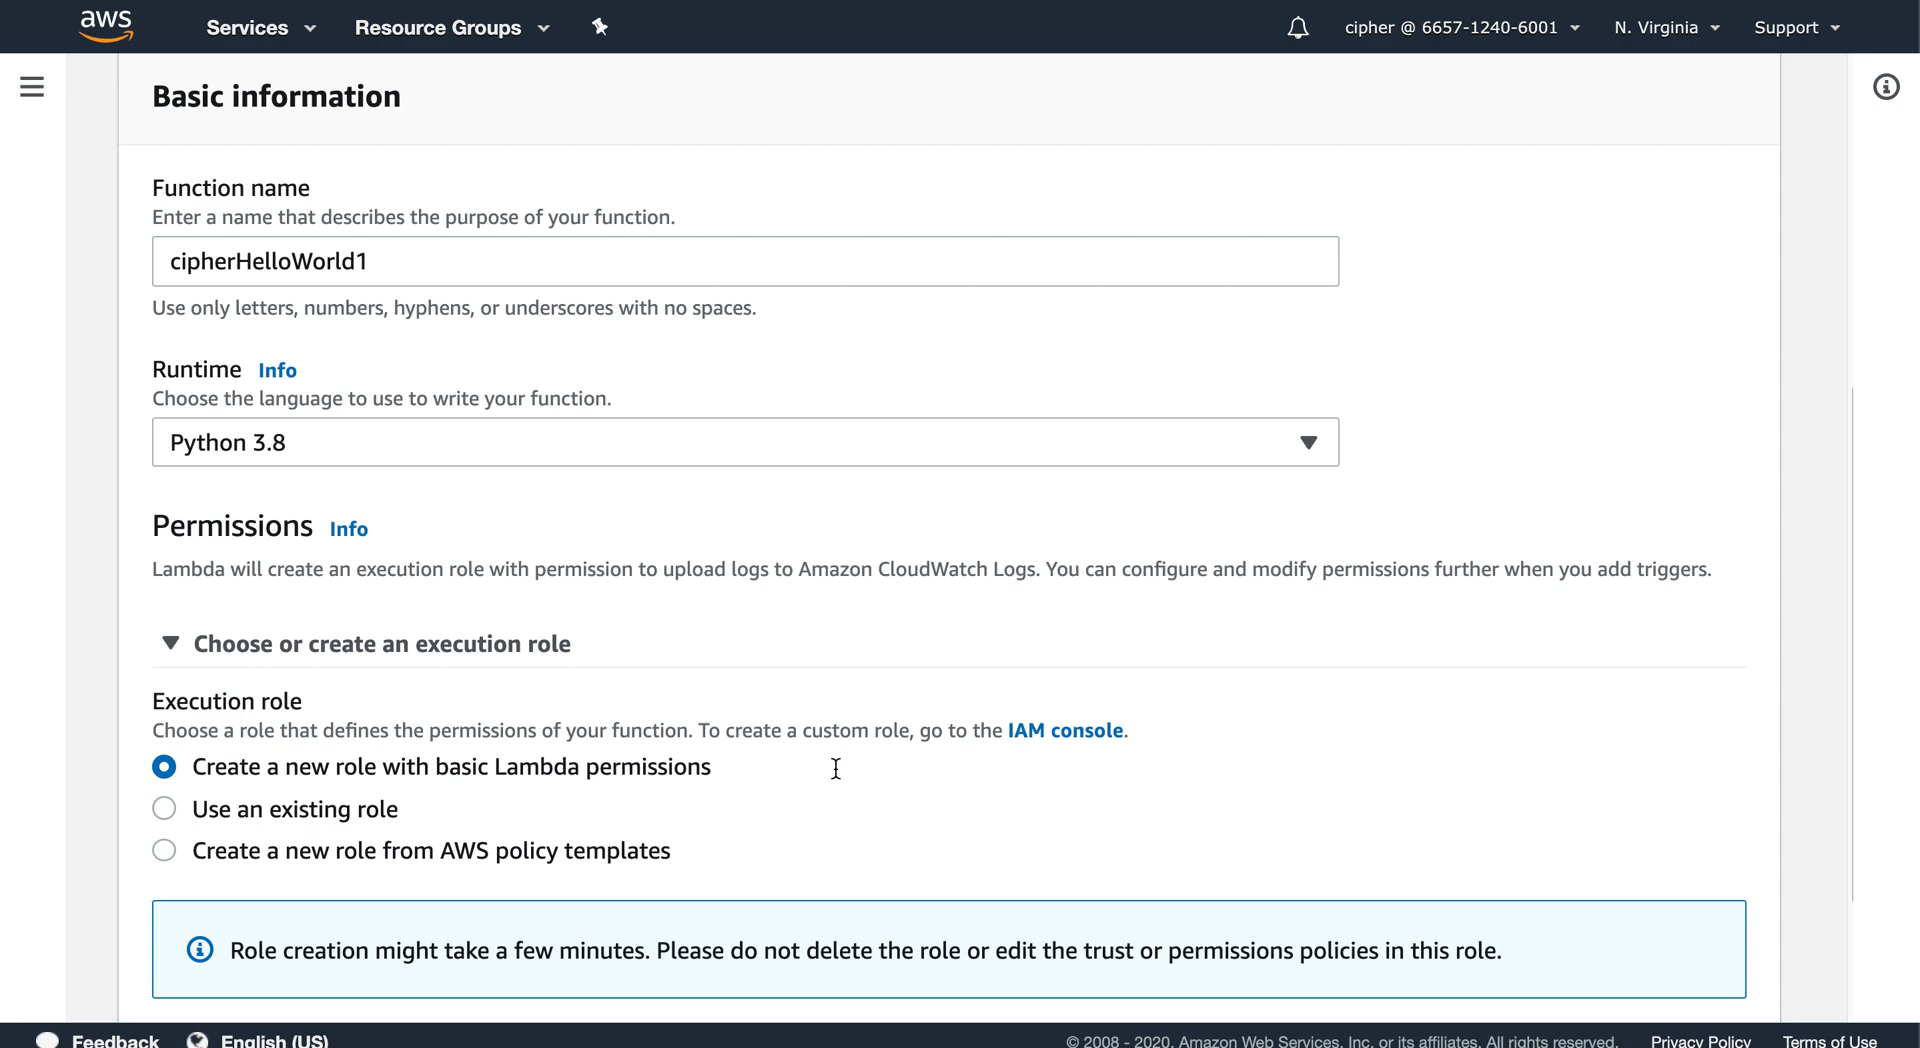 aws Services Resource Groups cipher @ 6657-1240-6001 N. Virginia Support
Basic information
Function name
Enter a name that describes the purpose of your function.
cipherHelloWorld1
Use only letters, numbers, hyphens, or underscores with no spaces.
Runtime Info
Choose the language to use to write your function.
Python 3.8
Permissions Info
Lambda will create an execution role with permission to upload logs to Amazon CloudWatch Logs. You can configure and modify permissions further when you add triggers.
Choose or create an execution role
Execution role
Choose a role that defines the permissions of your function. To create a custom role, go to the IAM console.
Create a new role with basic Lambda permissions
Use an existing role
Create a new role from AWS policy templates
Role creation might take a few minutes. Please do not delete the role or edit the trust or permissions policies in this role.
Feedback English (US) © 2008 - 2020, Amazon Web Services, Inc. or its affiliates. All rights reserved. Privacy Policy Terms of Use